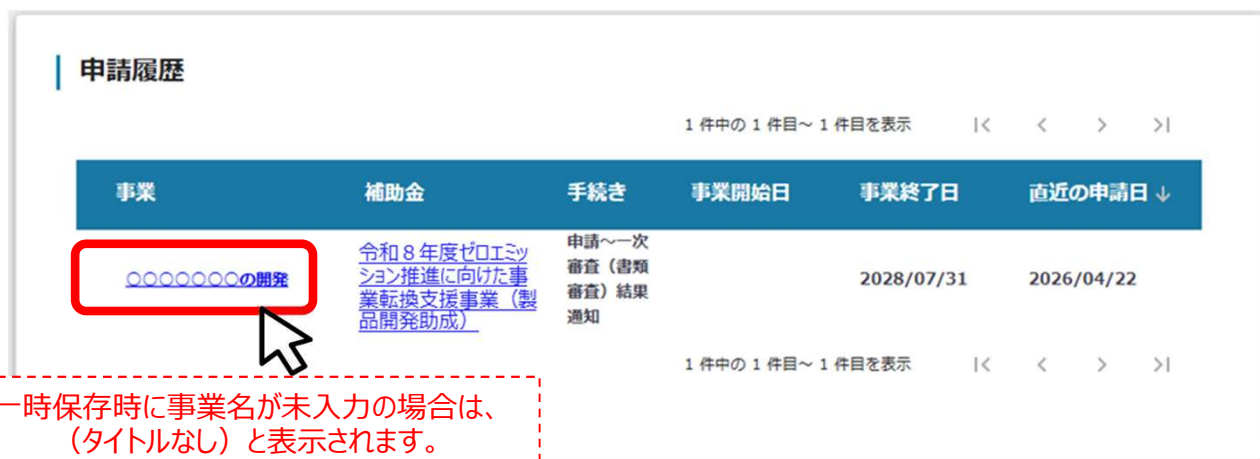 申請履歴
1 件中の 1 件目～ 1 件目を表示 |< < > >|
事業 補助金 手続き 事業開始日 事業終了日 直近の申請日 ↓
○○○○○○○の開発
令和８年度ゼロエミッ
ション推進に向けた事
業転換支援事業（製
品開発助成）
申請～一次
審査（書類
審査）結果
通知
2028/07/31
2026/04/22
1 件中の 1 件目～ 1 件目を表示 |< < > >|
一時保存時に事業名が未入力の場合は、
（タイトルなし）と表示されます。